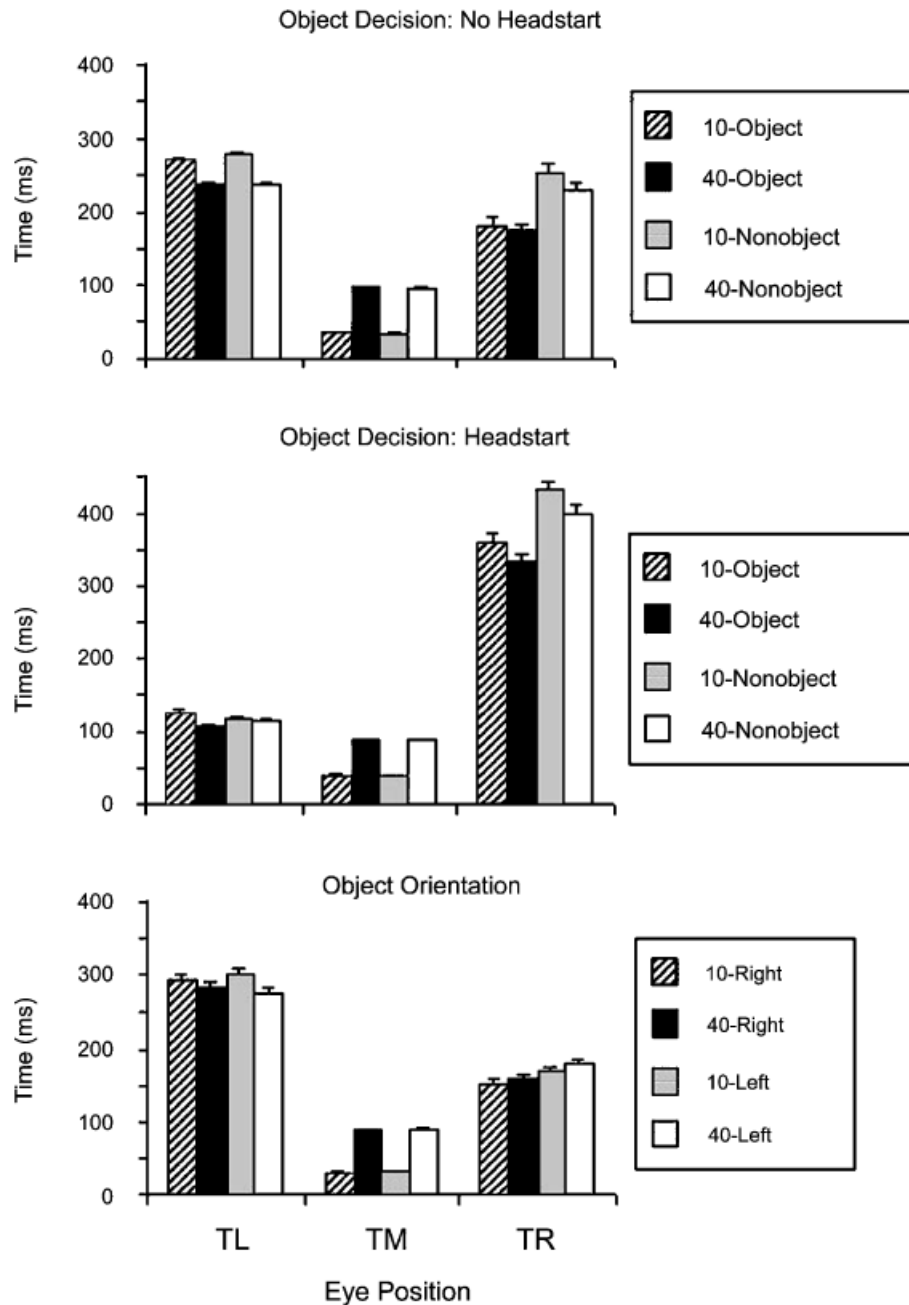 Object Decision: No Headstart
400
300
200
100
0
Time (ms)
10-Object
40-Object
10-Nonobject
40-Nonobject
Object Decision: Headstart
400
300
200
100
0
Time (ms)
10-Object
40-Object
10-Nonobject
40-Nonobject
Object Orientation
400
300
200
100
0
Time (ms)
10-Right
40-Right
10-Left
40-Left
TL TM TR
Eye Position